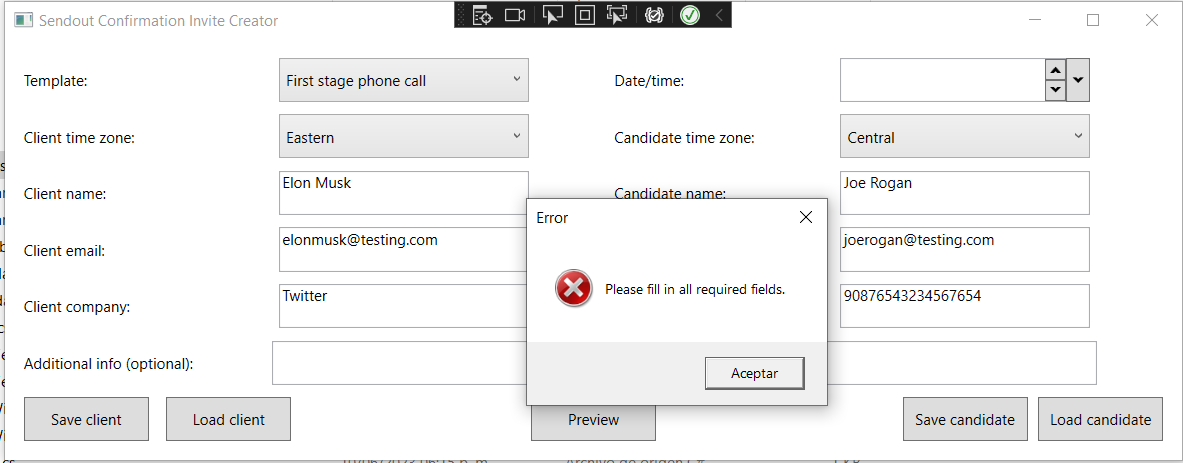 Sendout Confirmation Invite Creator
Template: First stage phone call Date/time:
Client time zone: Eastern Candidate time zone: Central
Client name: Elon Musk Candidate name: Joe Rogan
Error
Client email: elonmusk@testing.com joerogan@testing.com
Please fill in all required fields.
Client company: Twitter 90876543234567654
Additional info (optional):
Aceptar
Save client Load client Preview Save candidate Load candidate